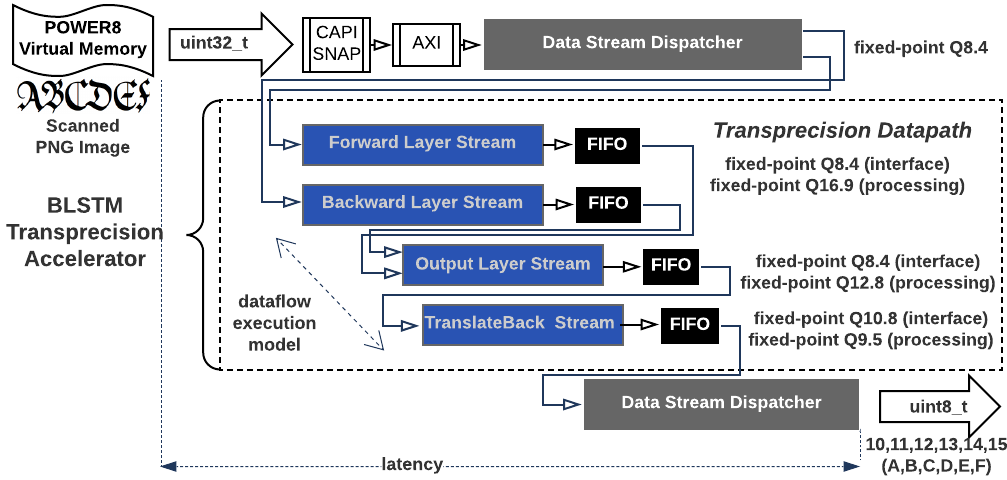 POWER8
Virtual Memory
uint32_t
CAPI
SNAP
AXI
Data Stream Dispatcher
fixed-point Q8.4
ABCDEF
Scanned
PNG Image
Forward Layer Stream
FIFO
Transprecision Datapath
fixed-point Q8.4 (interface)
fixed-point Q16.9 (processing)
Backward Layer Stream
FIFO
BLSTM
Transprecision
Accelerator
Output Layer Stream
FIFO
fixed-point Q8.4 (interface)
fixed-point Q12.8 (processing)
dataflow
execution
model
TranslateBack Stream
FIFO
fixed-point Q10.8 (interface)
fixed-point Q9.5 (processing)
Data Stream Dispatcher
uint8_t
10,11,12,13,14,15
(A,B,C,D,E,F)
latency